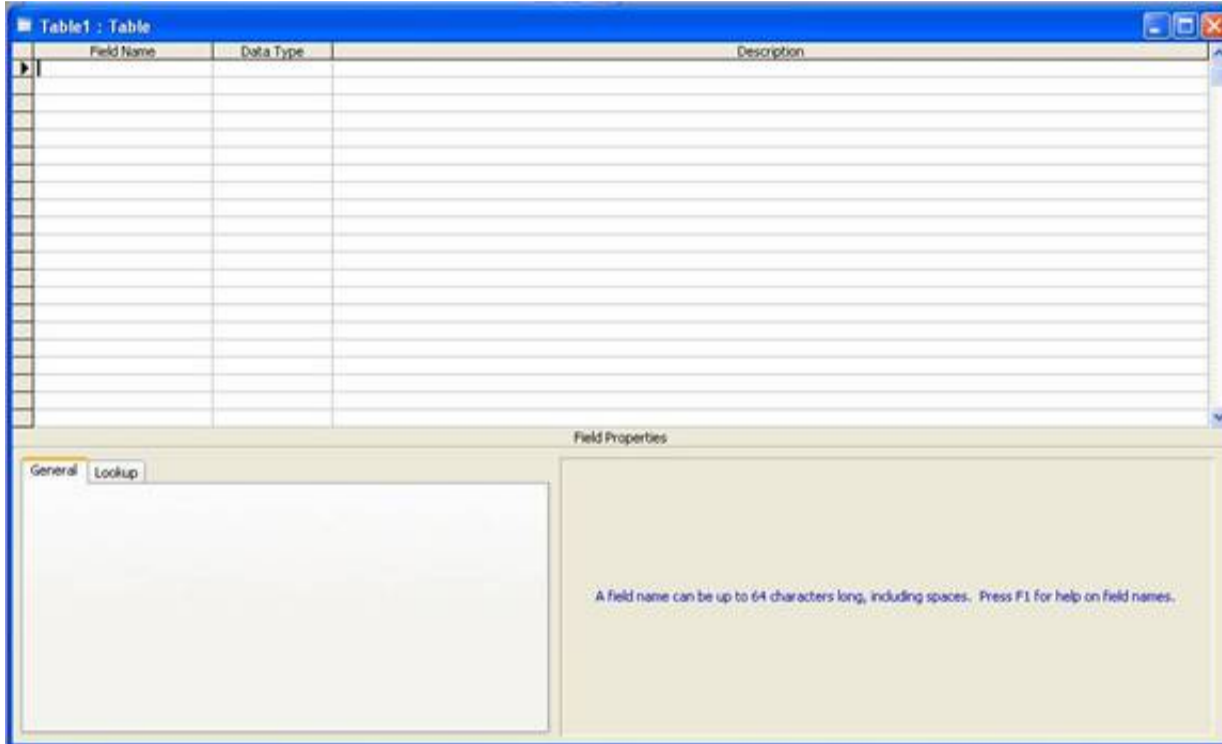 Table1 : Table
Field Name Data Type Description
Field Properties
General Lookup
A field name can be up to 64 characters long, including spaces. Press F1 for help on field names.